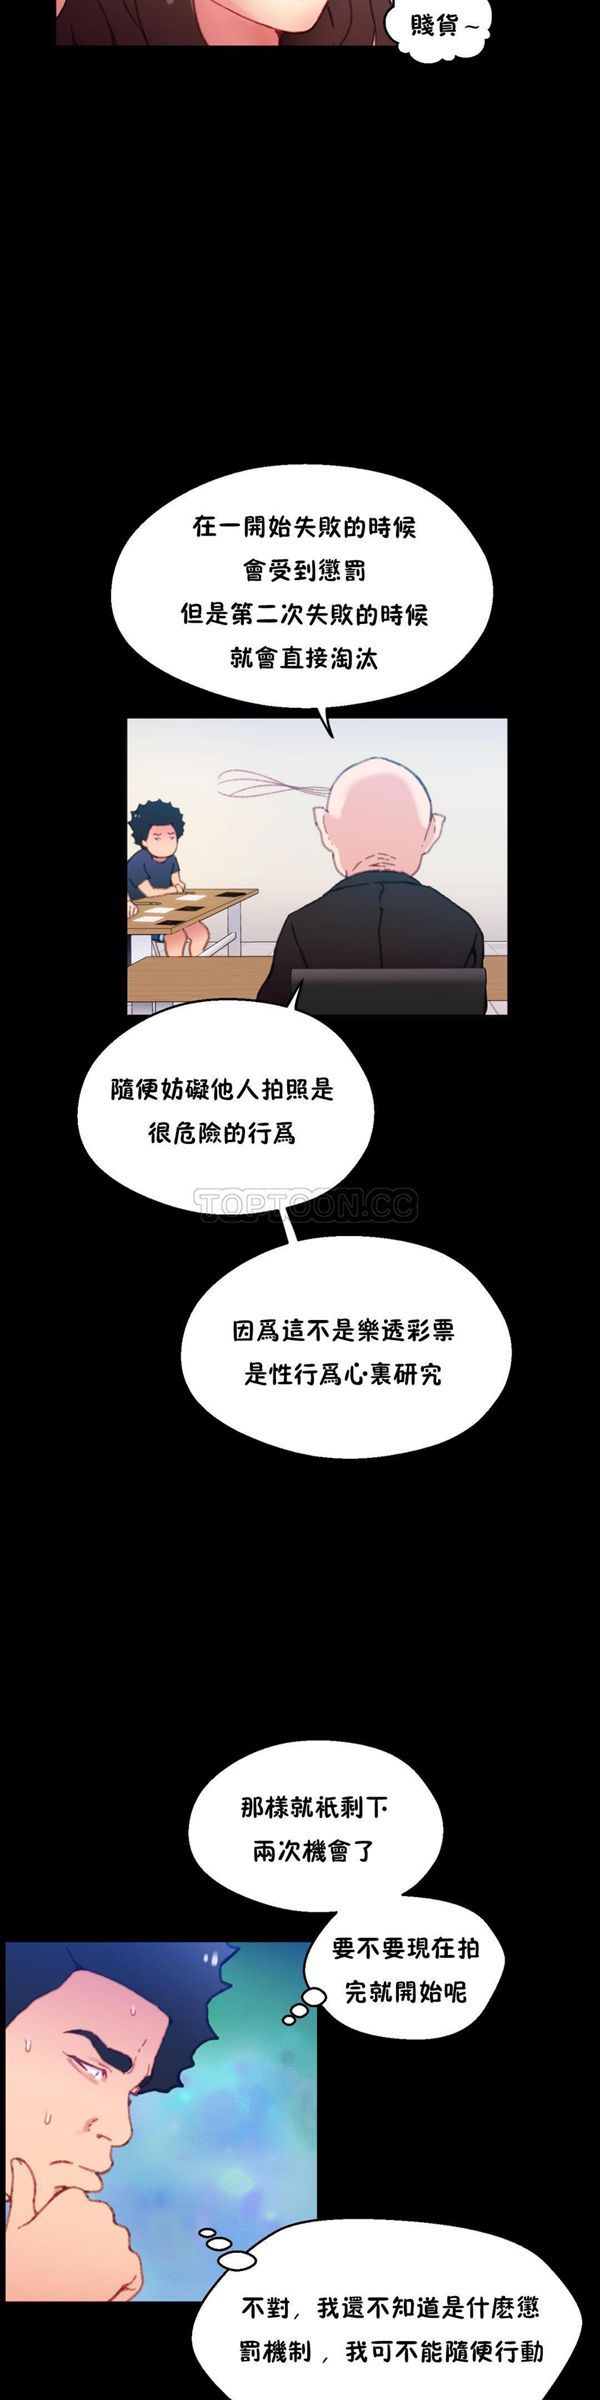 賤貨~
在一開始失敗的時候
會受到懲罰
但是第二次失敗的時候
就會直接淘汰
隨便妨礙他人拍照是
很危險的行爲
TOPTOON.CC
因爲這不是樂透彩票
是性行爲心裏研究
那樣就祇剩下
兩次機會了
要不要現在拍
完就開始呢
不對，我還不知道是什麽懲
罰機制，我可不能隨便行動